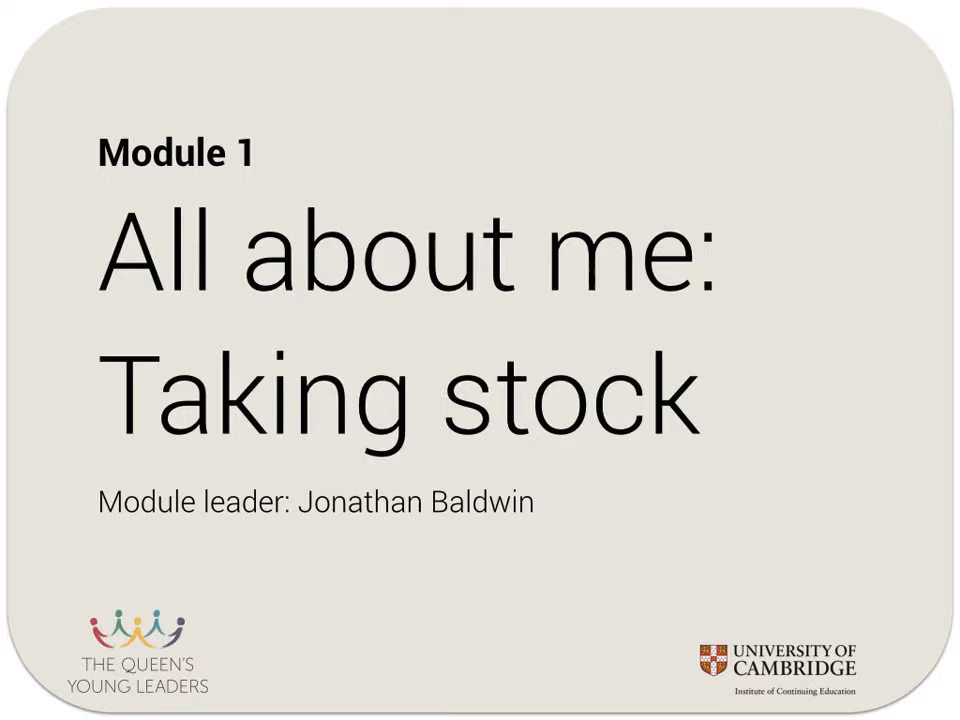 Module 1
All about me:
Taking stock
Module leader: Jonathan Baldwin
THE QUEEN'S
YOUNG LEADERS
UNIVERSITY OF
CAMBRIDGE
Institute of Continuing Education